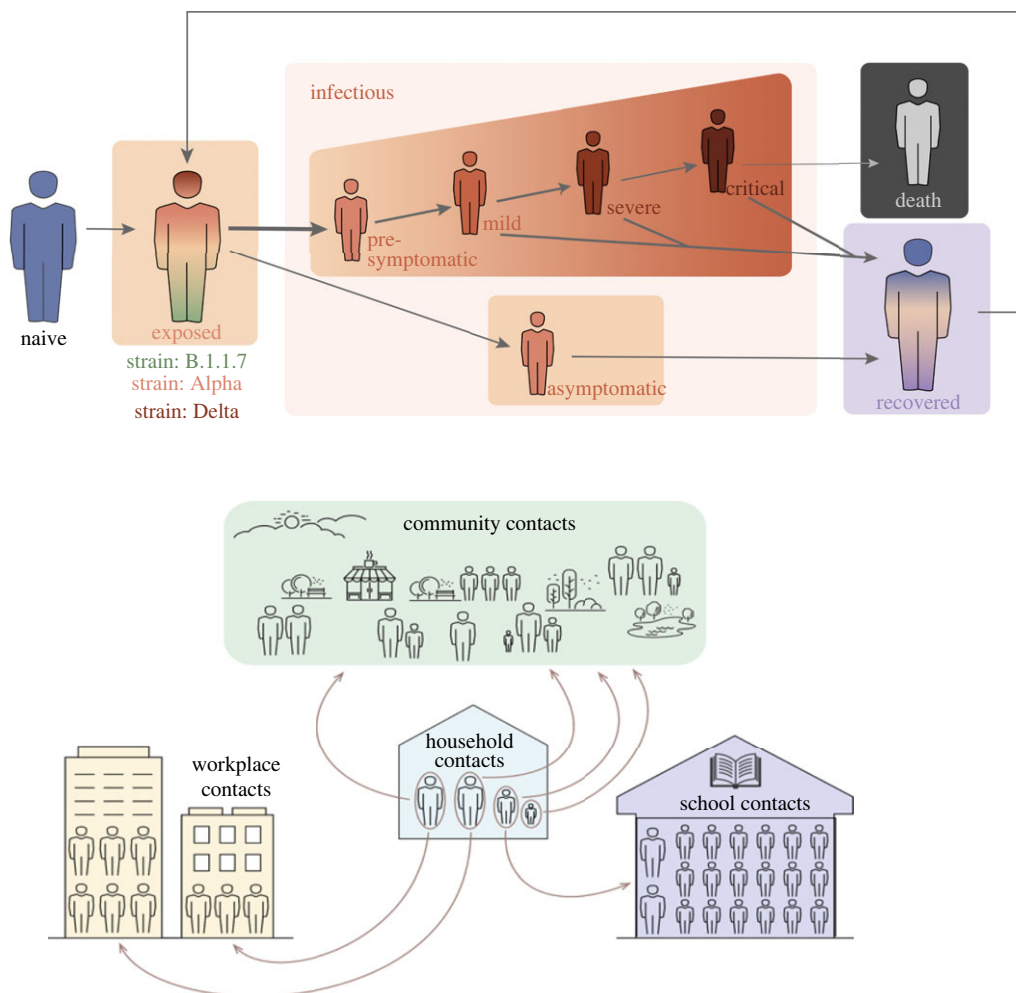 infectious
naive
exposed
strain: B.1.1.7
strain: Alpha
strain: Delta
pre-
symptomatic
mild
severe
critical
asymptomatic
death
recovered
community contacts
household
contacts
workplace
contacts
school contacts